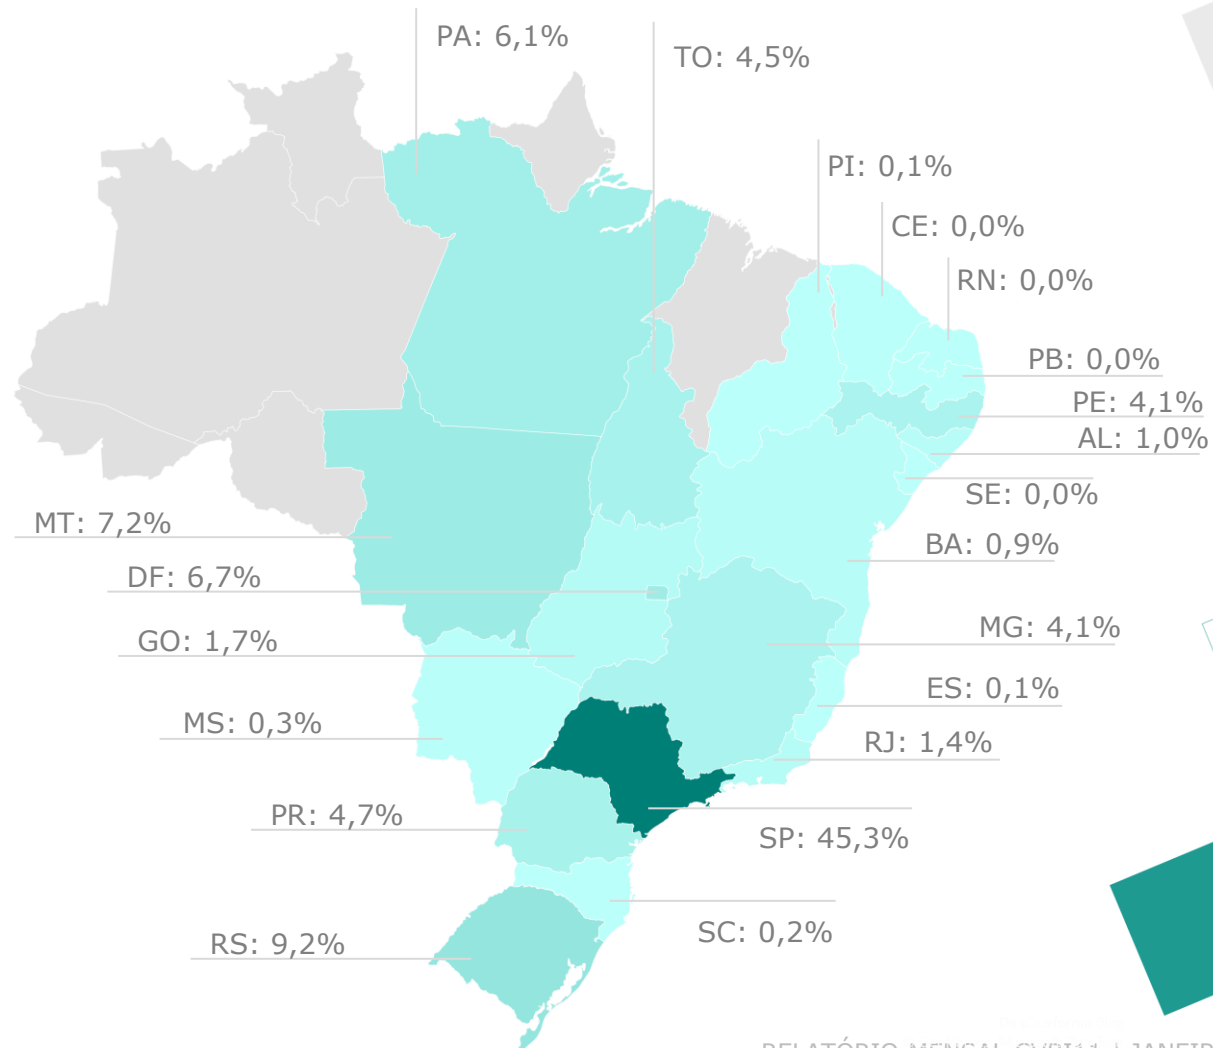 PA: 6,1%
TO: 4,5%
PI: 0,1%
CE: 0,0%
RN: 0,0%
PB: 0,0%
PE: 4,1%
AL: 1,0%
SE: 0,0%
MT: 7,2%
BA: 0,9%
DF: 6,7%
MG: 4,1%
GO: 1,7%
ES: 0,1%
MS: 0,3%
RJ: 1,4%
PR: 4,7%
SP: 45,3%
SC: 0,2%
RS: 9,2%
RELATÓRIO MENSAL